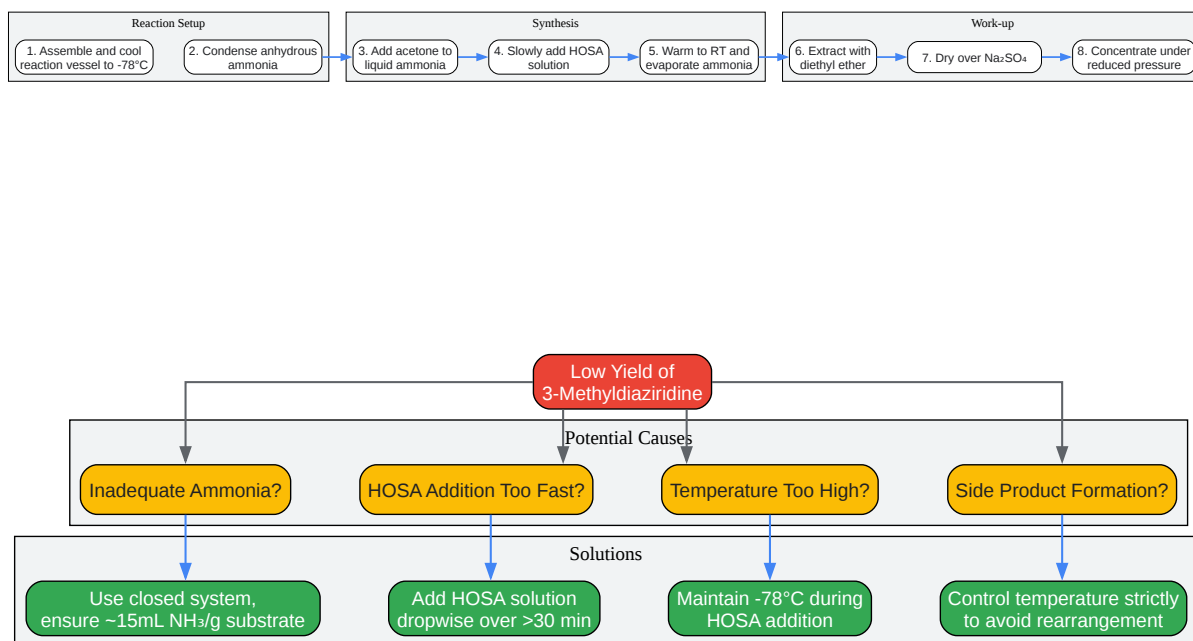 Reaction Setup
Synthesis
Work-up
1. Assemble and cool
reaction vessel to -78°C
2. Condense anhydrous
ammonia
3. Add acetone to
liquid ammonia
4. Slowly add HOSA
solution
5. Warm to RT and
evaporate ammonia
6. Extract with
diethyl ether
7. Dry over Na₂SO₄
8. Concentrate under
reduced pressure
Low Yield of
3-Methyldiaziridine
Potential Causes
Inadequate Ammonia?
HOSA Addition Too Fast?
Temperature Too High?
Side Product Formation?
Solutions
Use closed system,
ensure ~15mL NH₃/g substrate
Add HOSA solution
dropwise over >30 min
Maintain -78°C during
HOSA addition
Control temperature strictly
to avoid rearrangement